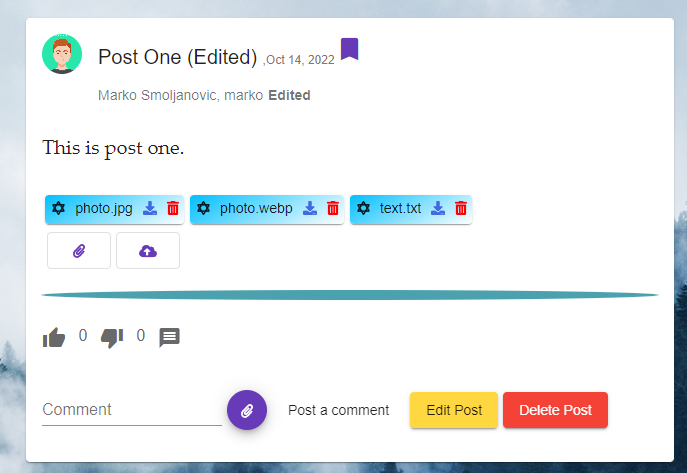 Post One (Edited) ,Oct 14, 2022
Marko Smoljanovic, marko Edited
This is post one.
photo.jpg photo.webp text.txt
0 0
Comment Post a comment Edit Post Delete Post